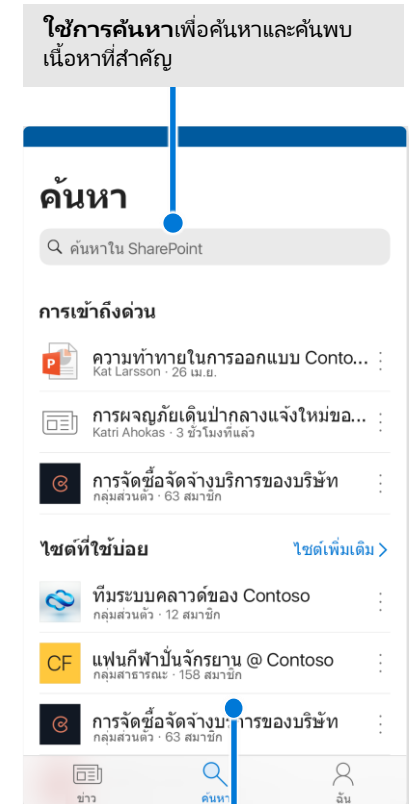 ใช้การค้นหาเพื่อค้นหาและค้นพบ
เนื้อหาที่สำคัญ
ค้นหา
ค้นหาใน SharePoint
การเข้าถึงด่วน
ความท้าทายในการออกแบบ Conto...
Kat Larsson · 26 เม.ย.
การผจญภัยเดินป่ากลางแจ้งใหม่ขอ...
Katri Ahokas · 3 ชั่วโมงที่แล้ว
การจัดซื้อจัดจ้างบริการของบริษัท
กลุ่มส่วนตัว · 63 สมาชิก
ไซต์ที่ใช้บ่อย
ไซต์เพิ่มเติม >
ทีมระบบคลาวด์ของ Contoso
กลุ่มส่วนตัว · 12 สมาชิก
CF
แฟนกีฬาปั่นจักรยาน @ Contoso
กลุ่มสาธารณะ · 158 สมาชิก
การจัดซื้อจัดจ้างบริการของบริษัท
กลุ่มส่วนตัว · 63 สมาชิก
ข่าว
ค้นหา
ฉัน